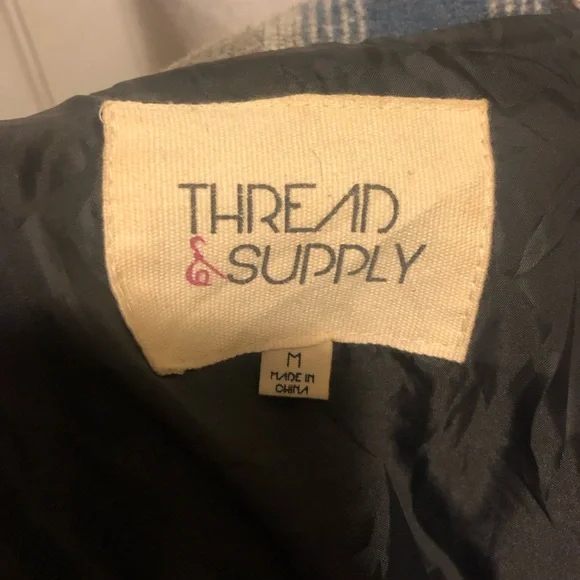 THREAD
& SUPPLY
M
MADE IN
CHINA